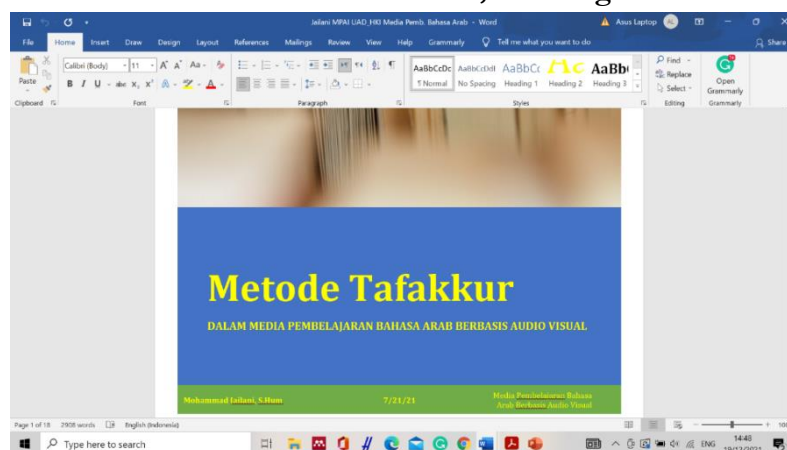 Jailani MPAI UAD_HKI Media Pemb. Bahasa Arab - Word
Asus Laptop
AL
File Home Insert Draw Design Layout References Mailings Review View Help Grammarly Tell me what you want to do Share
Paste
Calibri (Body) 11
AaBbCcDc AaBbCcDd AaBbCc AaBb
¶ Normal No Spacing Heading 1 Heading 2 Heading 3
Find
Replace
Select
Open
Grammarly
Clipboard Font Paragraph Styles Editing Grammarly
Metode Tafakkur
DALAM MEDIA PEMBELAJARAN BAHASA ARAB BERBASIS AUDIO VISUAL
Mohammad Jailani, S.Hum 7/21/21 Media Pembelajaran Bahasa
Arab Berbasis Audio Visual
Page 1 of 18 2908 words English (Indonesia)
Type here to search
ENG
14:48
19/12/2021